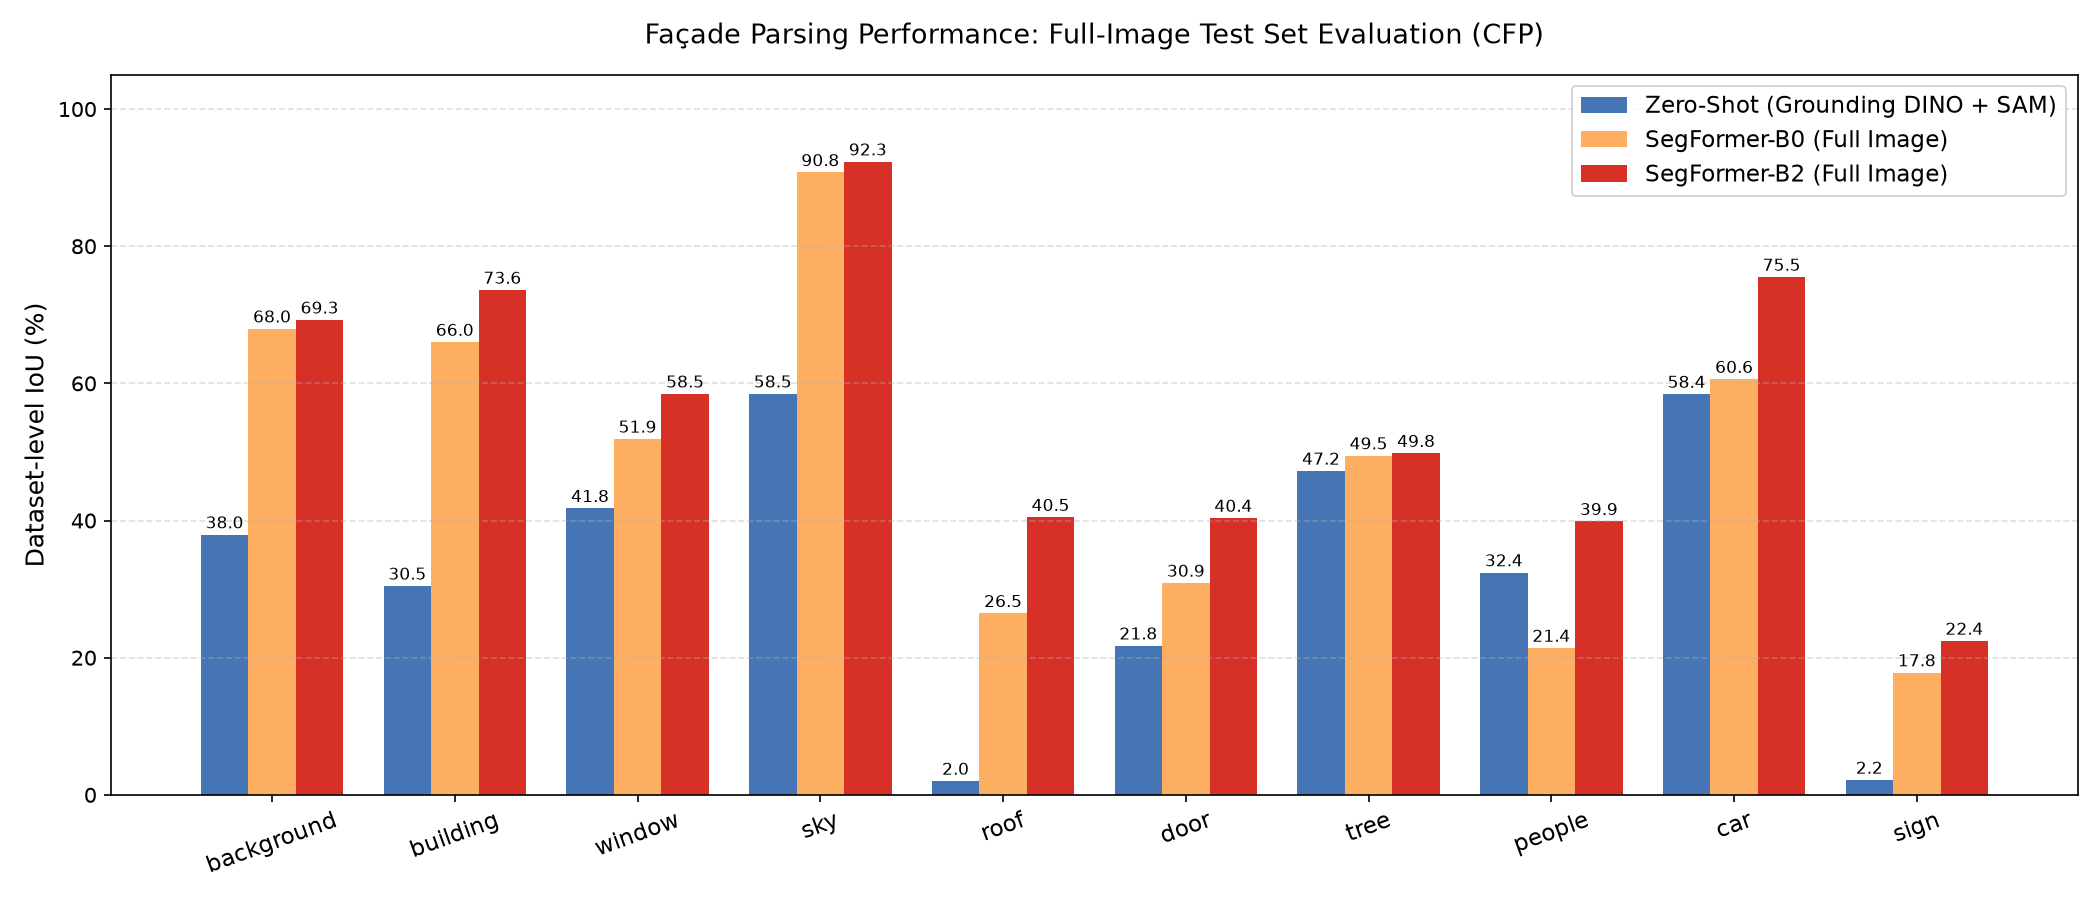 Façade Parsing Performance: Full-Image Test Set Evaluation (CFP)
Zero-Shot (Grounding DINO + SAM)
SegFormer-B0 (Full Image)
SegFormer-B2 (Full Image)
Dataset-level IoU (%)
100
80
60
40
20
0
38.0 68.0 69.3
30.5 66.0 73.6
41.8 51.9 58.5
58.5 90.8 92.3
2.0 26.5 40.5
21.8 30.9 40.4
47.2 49.5 49.8
32.4 21.4 39.9
58.4 60.6 75.5
2.2 17.8 22.4
background building window sky roof door tree people car sign